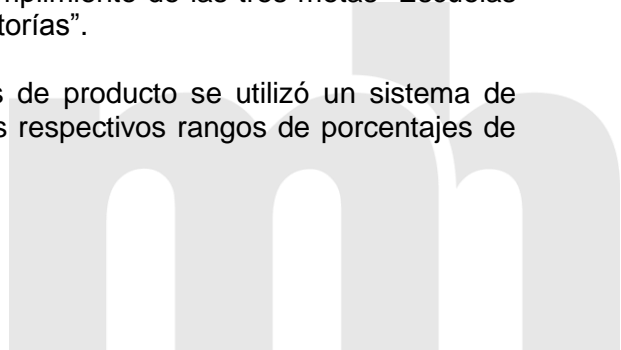 mplimiento de las tres metas "Escuelas
torías".
s de producto se utilizó un sistema de
s respectivos rangos de porcentajes de